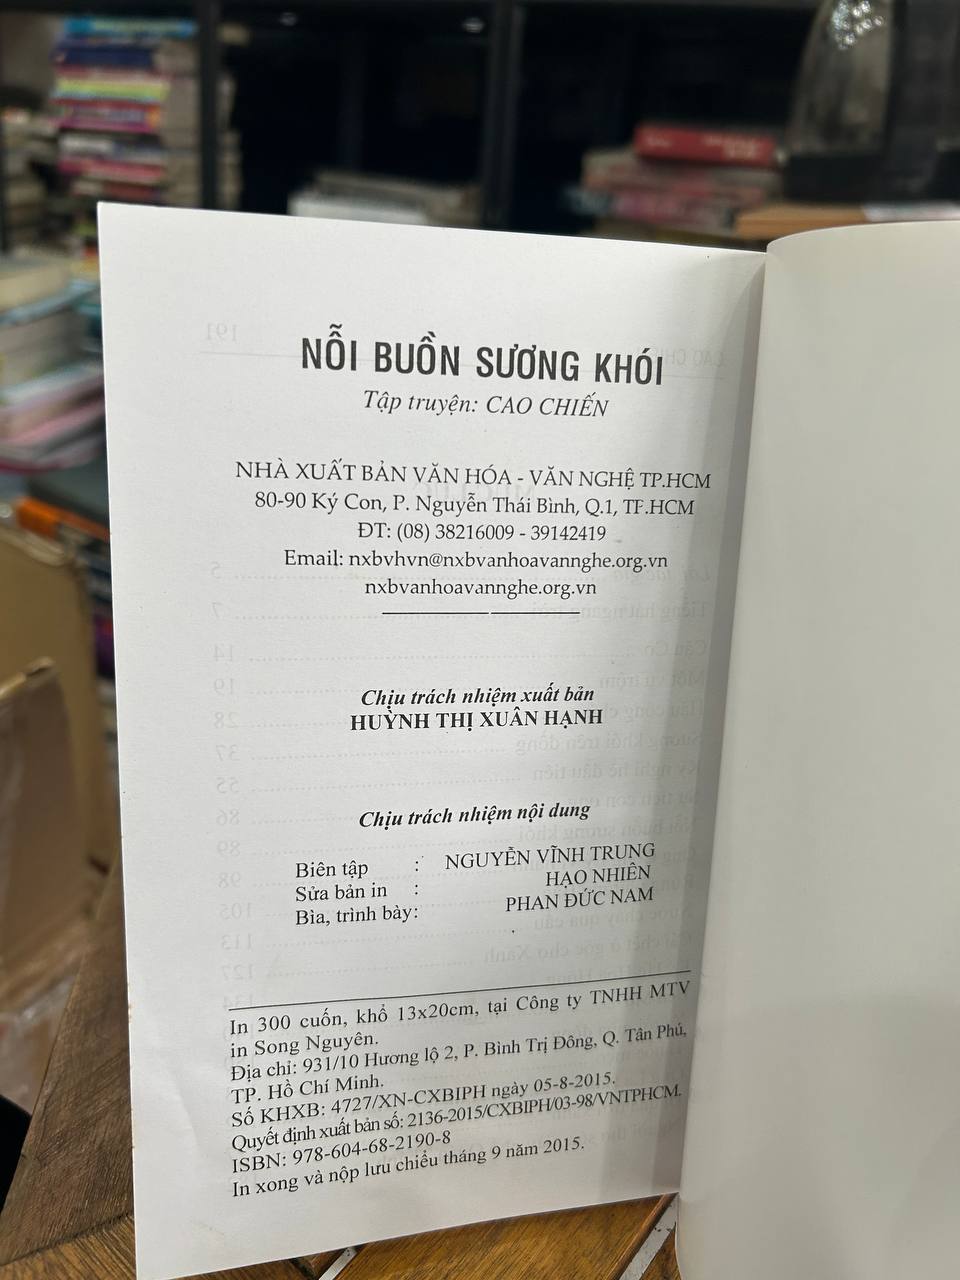 NỖI BUỒN SƯƠNG KHÓI
Tập truyện: CAO CHIẾN
NHÀ XUẤT BẢN VĂN HÓA - VĂN NGHỆ TP.HCM
80-90 Ký Con, P. Nguyễn Thái Bình, Q.1, TP.HCM
ĐT: (08) 38216009 - 39142419
Email: nxbvhvn@nxbvanhoavannghe.org.vn
nxbvanhoavannghe.org.vn
Chịu trách nhiệm xuất bản
HUỲNH THỊ XUÂN HẠNH
Chịu trách nhiệm nội dung
Biên tập : NGUYỄN VĨNH TRUNG
Sửa bản in : HẠO NHIÊN
Bìa, trình bày: PHAN ĐỨC NAM
In 300 cuốn, khổ 13x20cm, tại Công ty TNHH MTV
in Song Nguyên.
Địa chỉ: 931/10 Hương lộ 2, P. Bình Trị Đông, Q. Tân Phú,
TP. Hồ Chí Minh.
Số KHXB: 4727/XN-CXBIPH ngày 05-8-2015.
Quyết định xuất bản số: 2136-2015/CXBIPH/03-98/VNTPHCM.
ISBN: 978-604-68-2190-8
In xong và nộp lưu chiểu tháng 9 năm 2015.